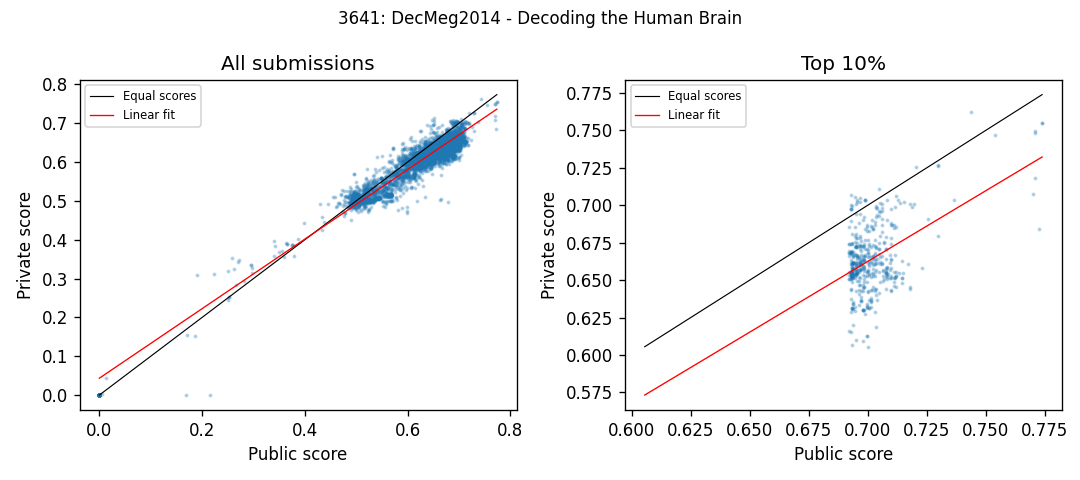 3641: DecMeg2014 - Decoding the Human Brain
All submissions
Private score
0.8
0.7
0.6
0.5
0.4
0.3
0.2
0.1
0.0
Equal scores
Linear fit
0.0 0.2 0.4 0.6 0.8
Public score
Top 10%
Private score
0.775
0.750
0.725
0.700
0.675
0.650
0.625
0.600
0.575
Equal scores
Linear fit
0.600 0.625 0.650 0.675 0.700 0.725 0.750 0.775
Public score